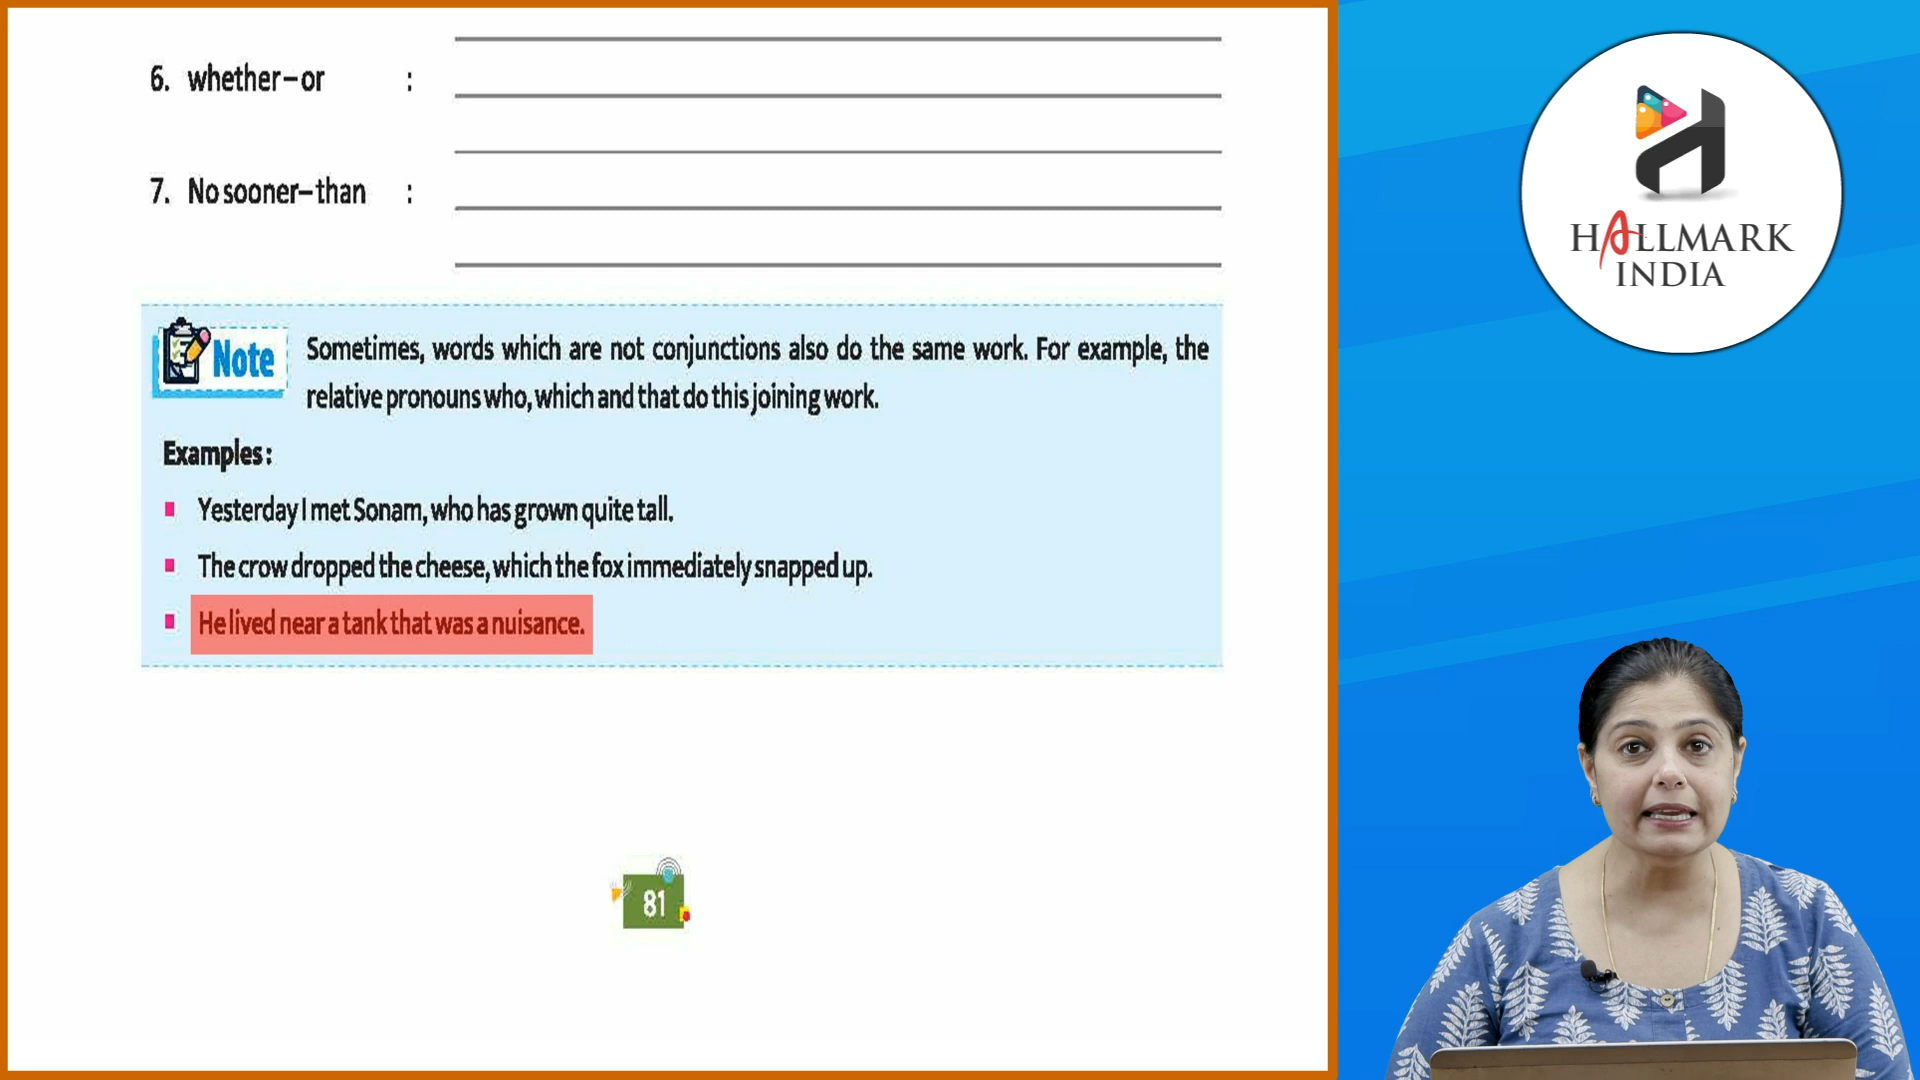 6. whether–or :
7. No sooner–than :
Note
Sometimes, words which are not conjunctions also do the same work. For example, the
relative pronouns who, which and that do this joining work.
Examples:
Yesterday I met Sonam, who has grown quite tall.
The crow dropped the cheese, which the fox immediately snapped up.
He lived near a tank that was a nuisance.
81
HALLMARK
INDIA